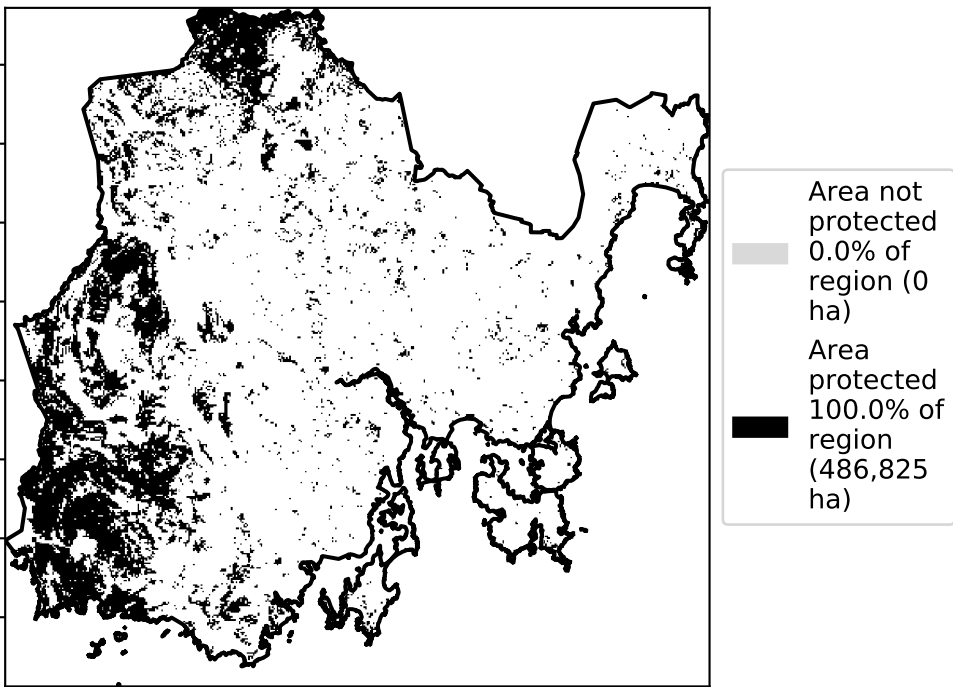 Area not
protected
0.0% of
region (0
ha)
Area
protected
100.0% of
region
(486,825
ha)